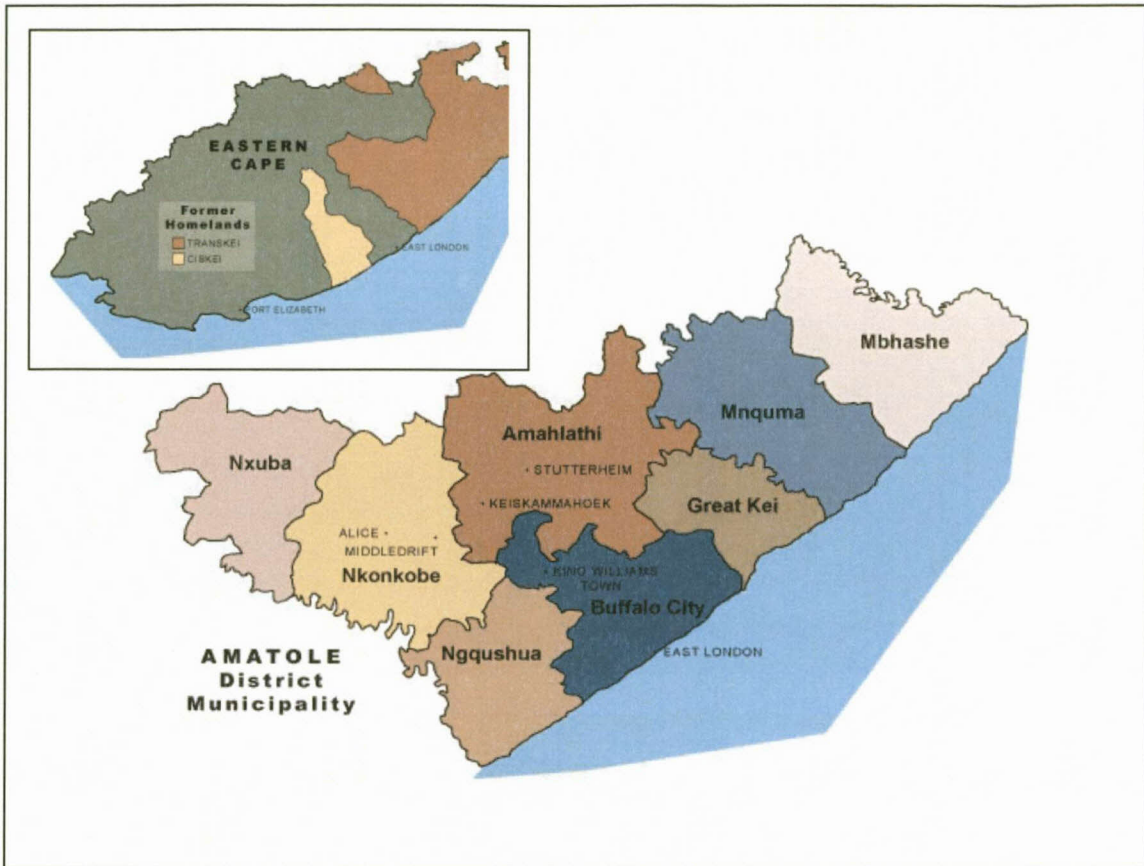 EASTERN
CAPE
Former
Homelands
TRANSKEI
CISKEI
EAST LONDON
PORT ELIZABETH
Mbhashe
Mnquma
Amahlathi
STUTTERHEIM
Nxuba
KEISKAMMAHOEK
Great Kei
ALICE
MIDDLEDRIFT
Nkonkobe
KING WILLIAMS
TOWN
Buffalo City
Ngqushua
EAST LONDON
AMATOLE
District
Municipality